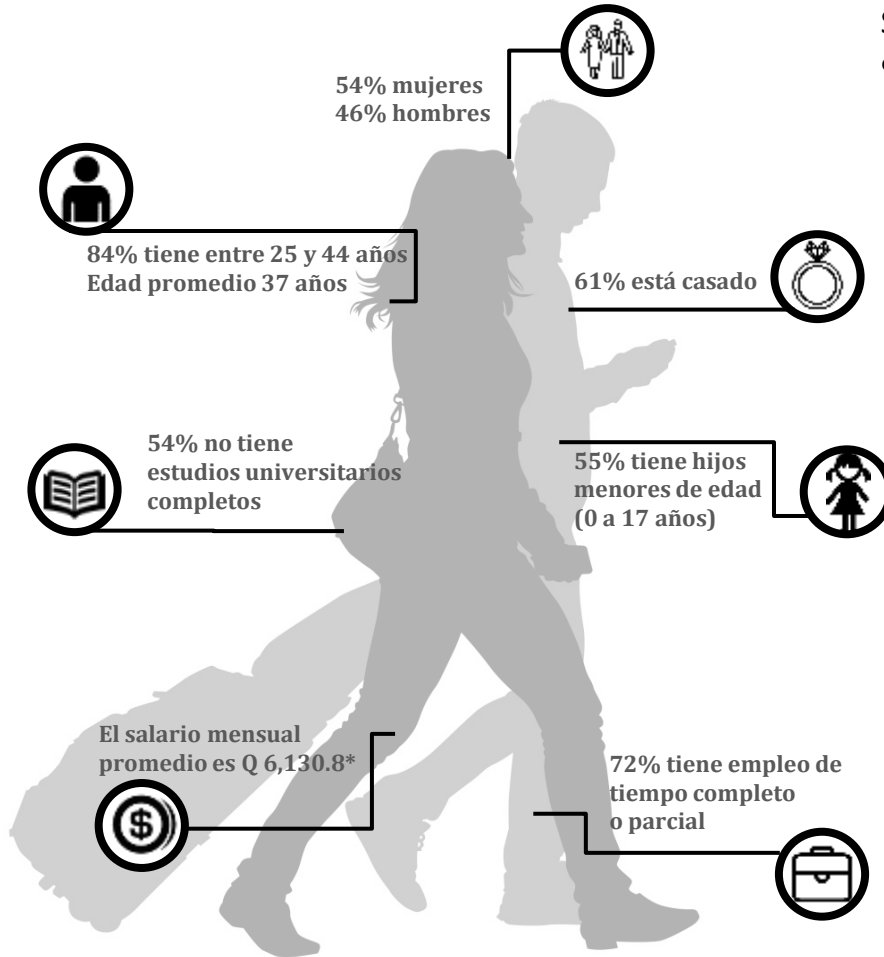 54% mujeres
46% hombres
84% tiene entre 25 y 44 años
Edad promedio 37 años
61% está casado
54% no tiene
estudios universitarios
completos
55% tiene hijos
menores de edad
(0 a 17 años)
El salario mensual
promedio es Q 6,130.8*
72% tiene empleo de
tiempo completo
o parcial